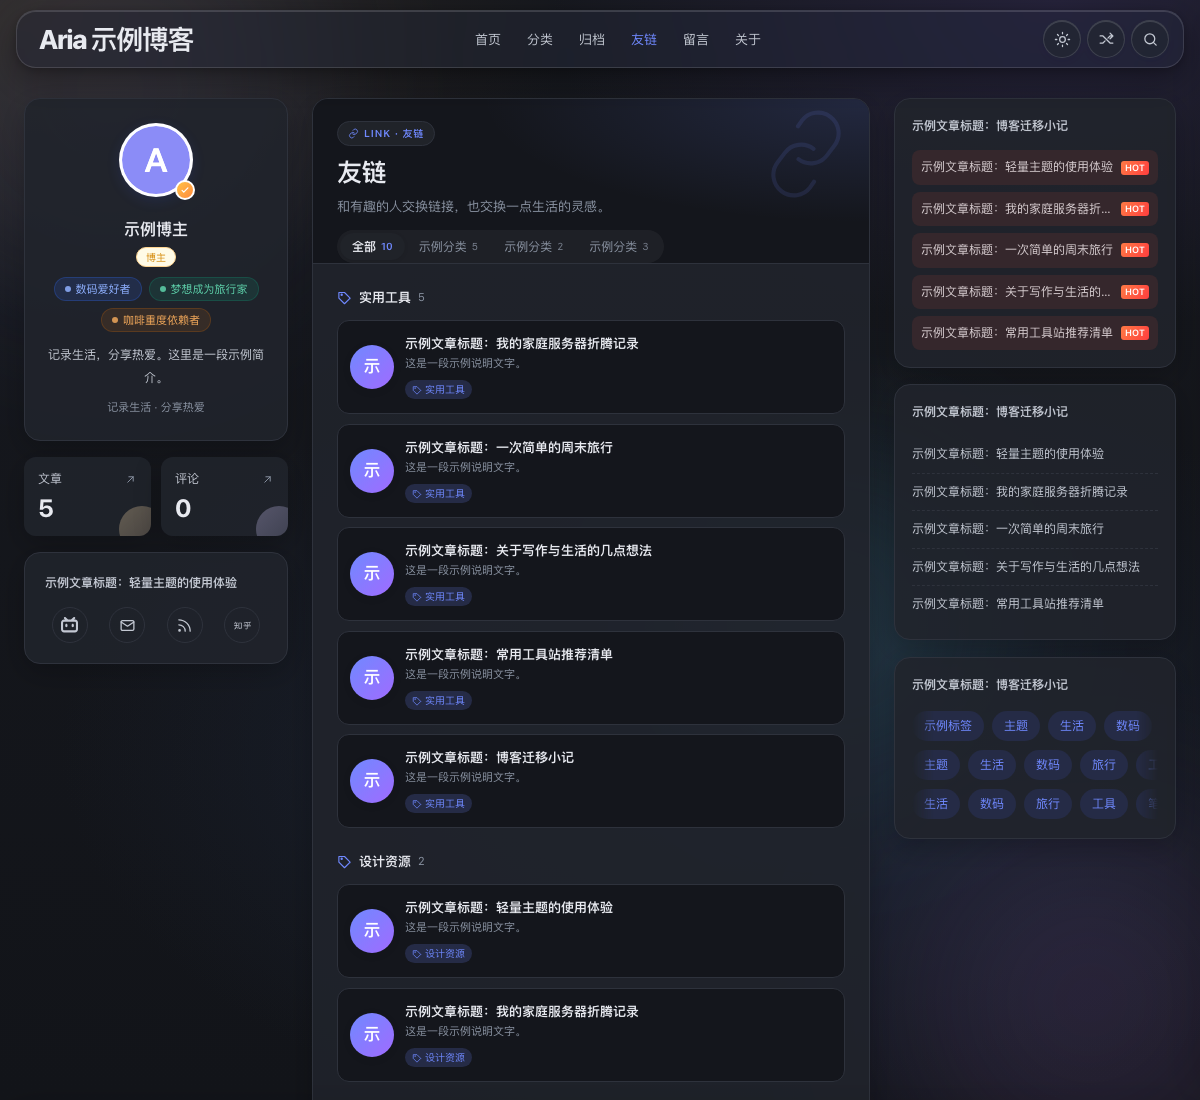 Aria 示例博客
首页 分类 归档 友链 留言 关于
A
示例博主
博主
数码爱好者 梦想成为旅行家
咖啡重度依赖者
记录生活，分享热爱。这里是一段示例简
介。
记录生活 · 分享热爱
文章
5
评论
0
示例文章标题：轻量主题的使用体验
知乎
LINK · 友链
友链
和有趣的人交换链接，也交换一点生活的灵感。
全部 10 示例分类 5 示例分类 2 示例分类 3
实用工具 5
示
示例文章标题：我的家庭服务器折腾记录
这是一段示例说明文字。
实用工具
示
示例文章标题：一次简单的周末旅行
这是一段示例说明文字。
实用工具
示
示例文章标题：关于写作与生活的几点想法
这是一段示例说明文字。
实用工具
示
示例文章标题：常用工具站推荐清单
这是一段示例说明文字。
实用工具
示
示例文章标题：博客迁移小记
这是一段示例说明文字。
实用工具
设计资源 2
示
示例文章标题：轻量主题的使用体验
这是一段示例说明文字。
设计资源
示
示例文章标题：我的家庭服务器折腾记录
这是一段示例说明文字。
设计资源
示例文章标题：博客迁移小记
示例文章标题：轻量主题的使用体验 HOT
示例文章标题：我的家庭服务器折... HOT
示例文章标题：一次简单的周末旅行 HOT
示例文章标题：关于写作与生活的... HOT
示例文章标题：常用工具站推荐清单 HOT
示例文章标题：博客迁移小记
示例文章标题：轻量主题的使用体验
示例文章标题：我的家庭服务器折腾记录
示例文章标题：一次简单的周末旅行
示例文章标题：关于写作与生活的几点想法
示例文章标题：常用工具站推荐清单
示例文章标题：博客迁移小记
示例标签 主题 生活 数码
主题 生活 数码 旅行
生活 数码 旅行 工具